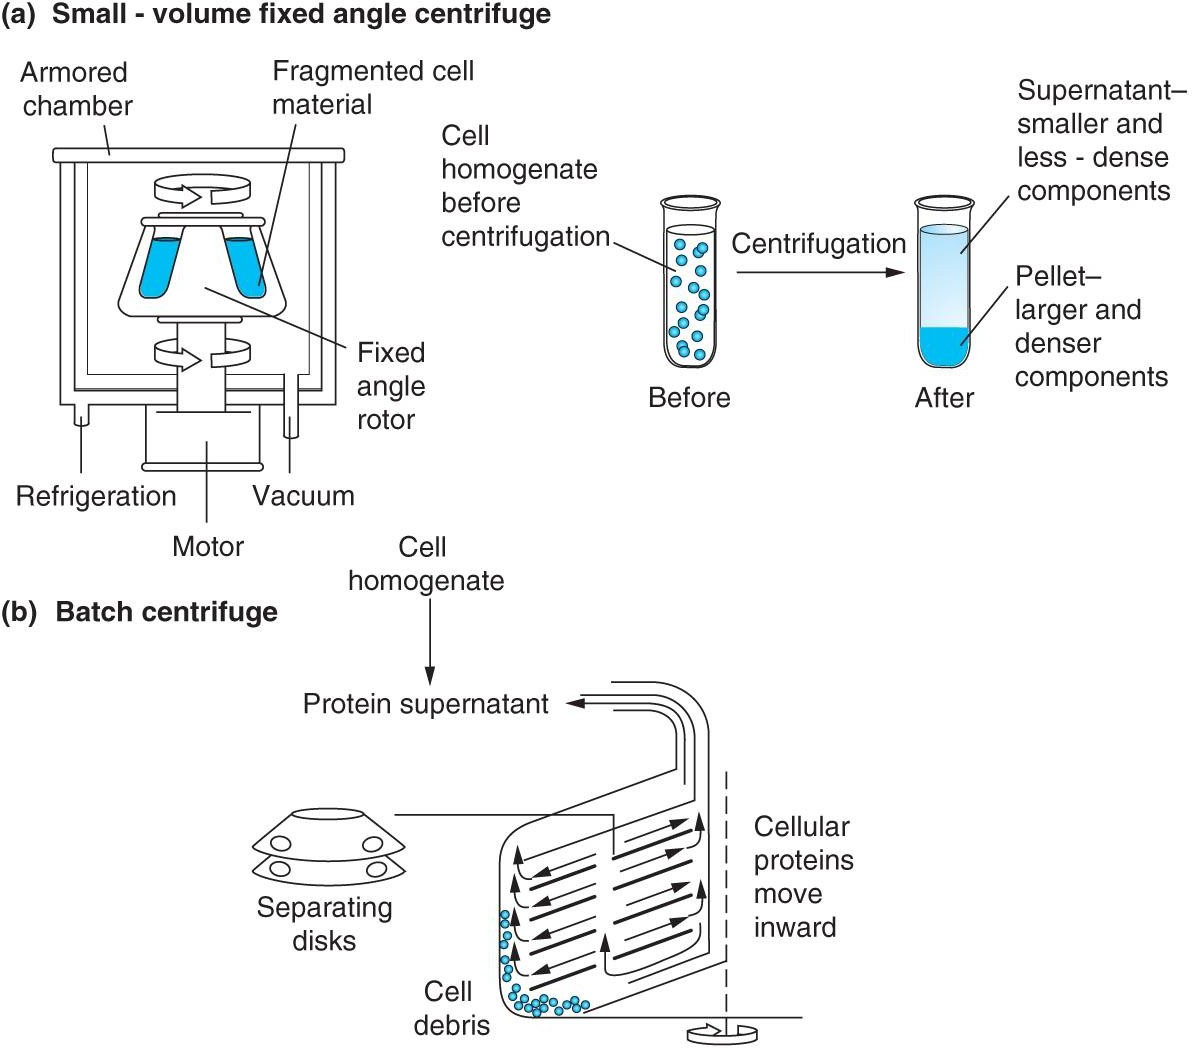 (a) Small - volume fixed angle centrifuge
Armored
chamber
Fragmented cell
material
Cell
homogenate
before
centrifugation
Centrifugation
Supernatant–
smaller and
less - dense
components
Pellet–
larger and
denser
components
Before
After
Fixed
angle
rotor
Refrigeration
Vacuum
Motor
Cell
homogenate
(b) Batch centrifuge
Protein supernatant
Separating
disks
Cellular
proteins
move
inward
Cell
debris